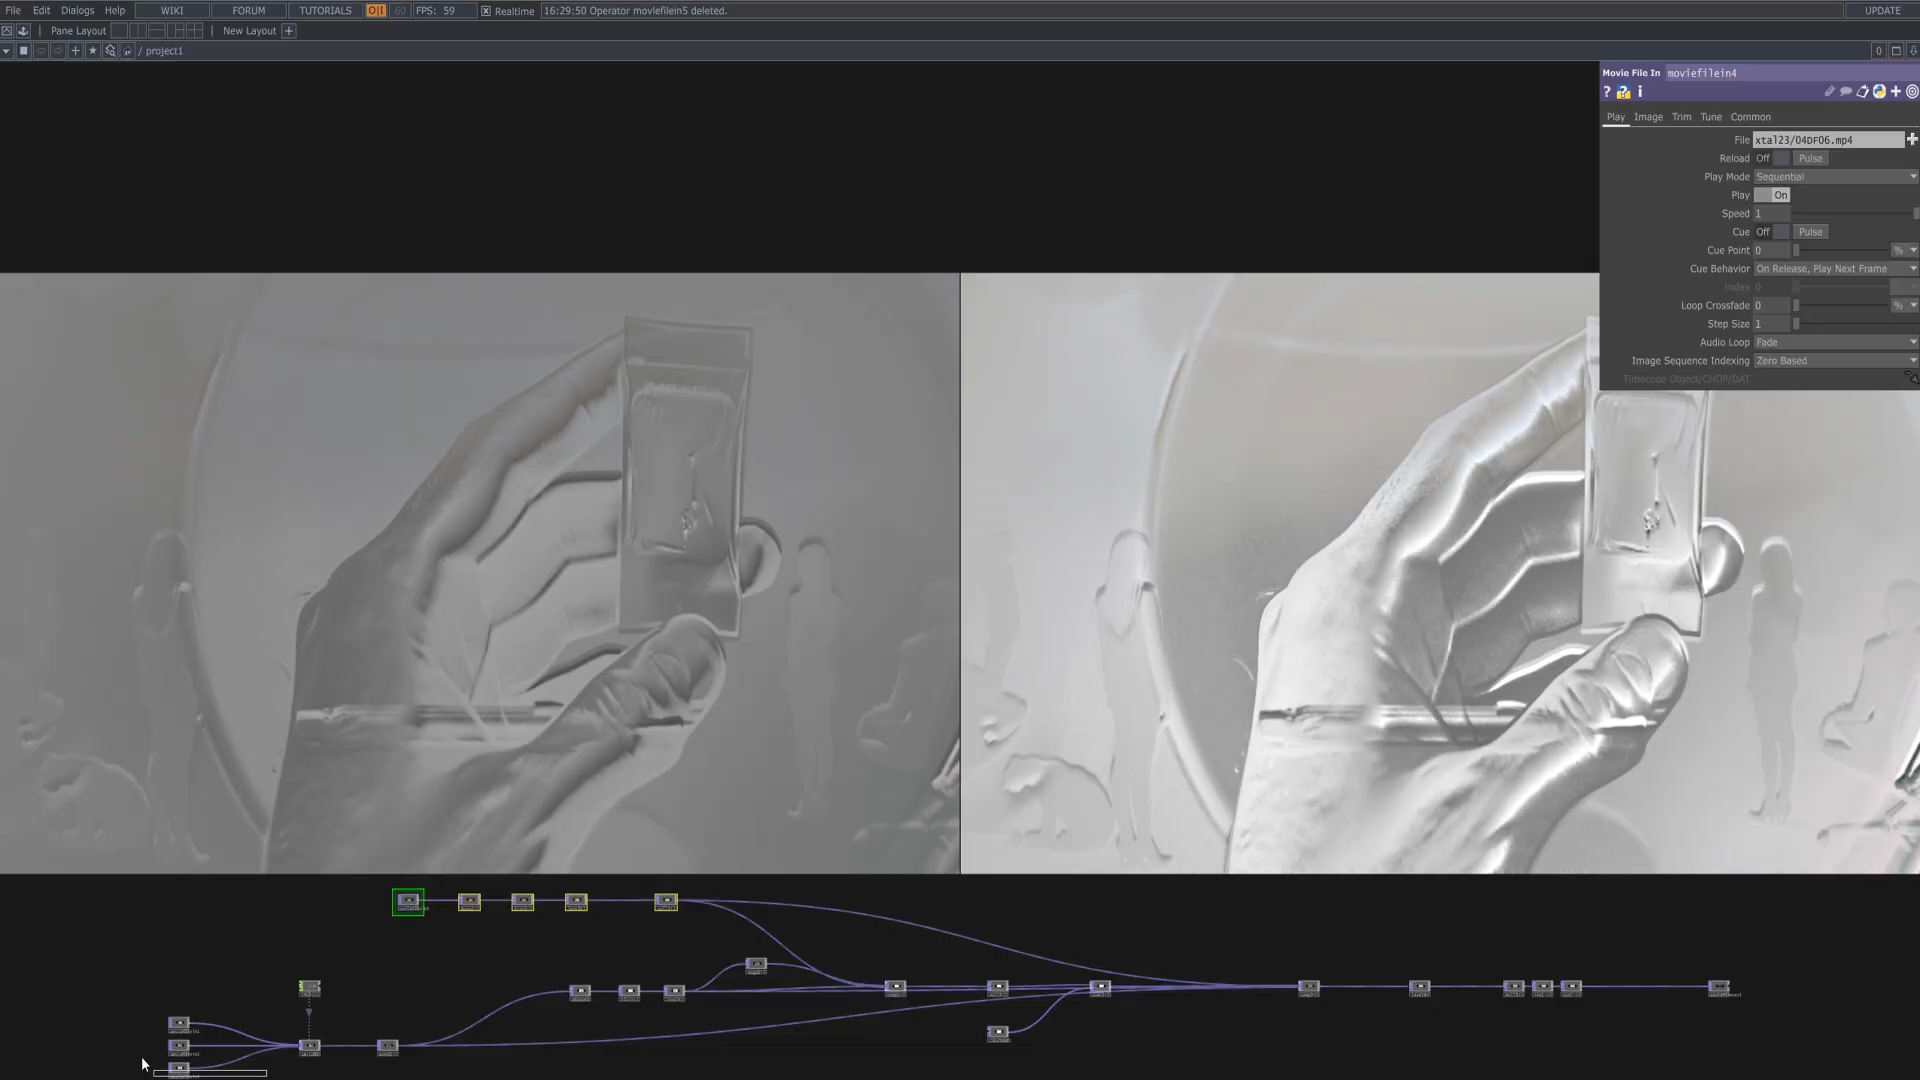 File Edit Dialogs Help WIKI FORUM TUTORIALS O|I 60 FPS: 59 Realtime 16:29:50 Operator moviefilein5 deleted. UPDATE
Pane Layout New Layout
/ project1 0
Movie File In moviefilein4
Play Image Trim Tune Common
File xtal23/04DF06.mp4
Reload Off Pulse
Play Mode Sequential
Play On
Speed 1
Cue Off Pulse
Cue Point 0 %
Cue Behavior On Release, Play Next Frame
Index 0
Loop Crossfade 0 %
Step Size 1
Audio Loop Fade
Image Sequence Indexing Zero Based
Timecode Object/CHOP/DAT